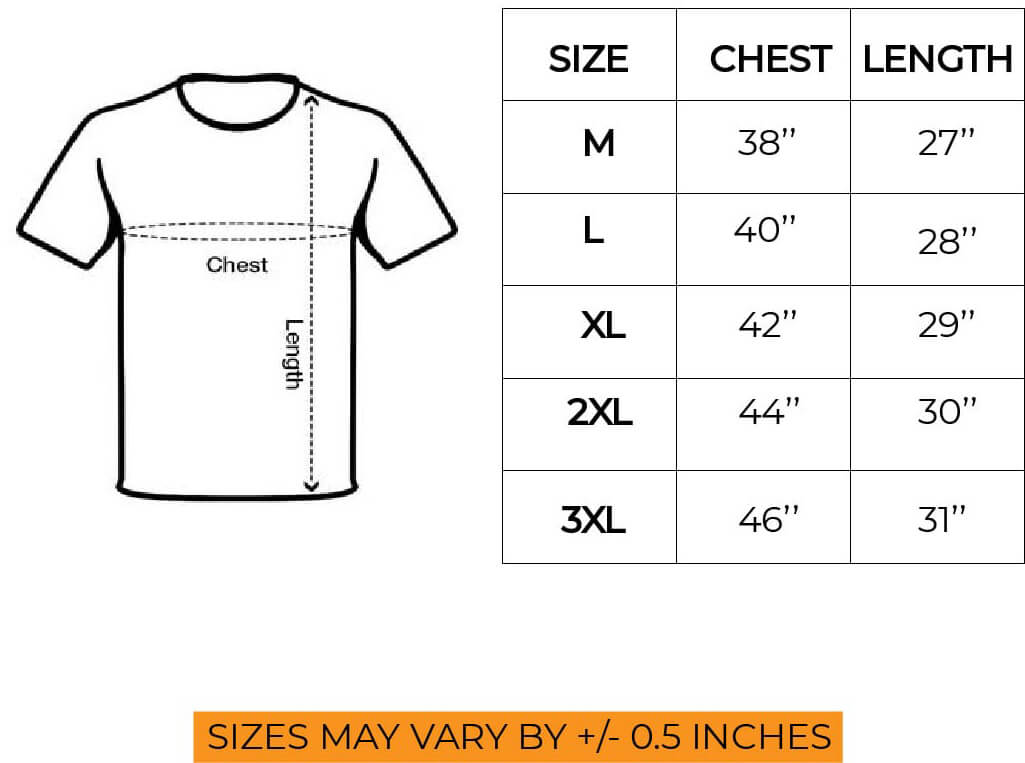 Chest
Length
SIZE CHEST LENGTH
M 38’’ 27’’
L 40’’ 28’’
XL 42’’ 29’’
2XL 44’’ 30’’
3XL 46’’ 31’’
SIZES MAY VARY BY +/- 0.5 INCHES